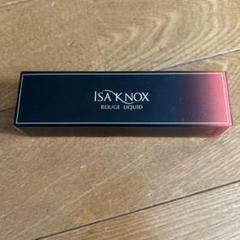 ISA KNOX
ROUGE LIQUID